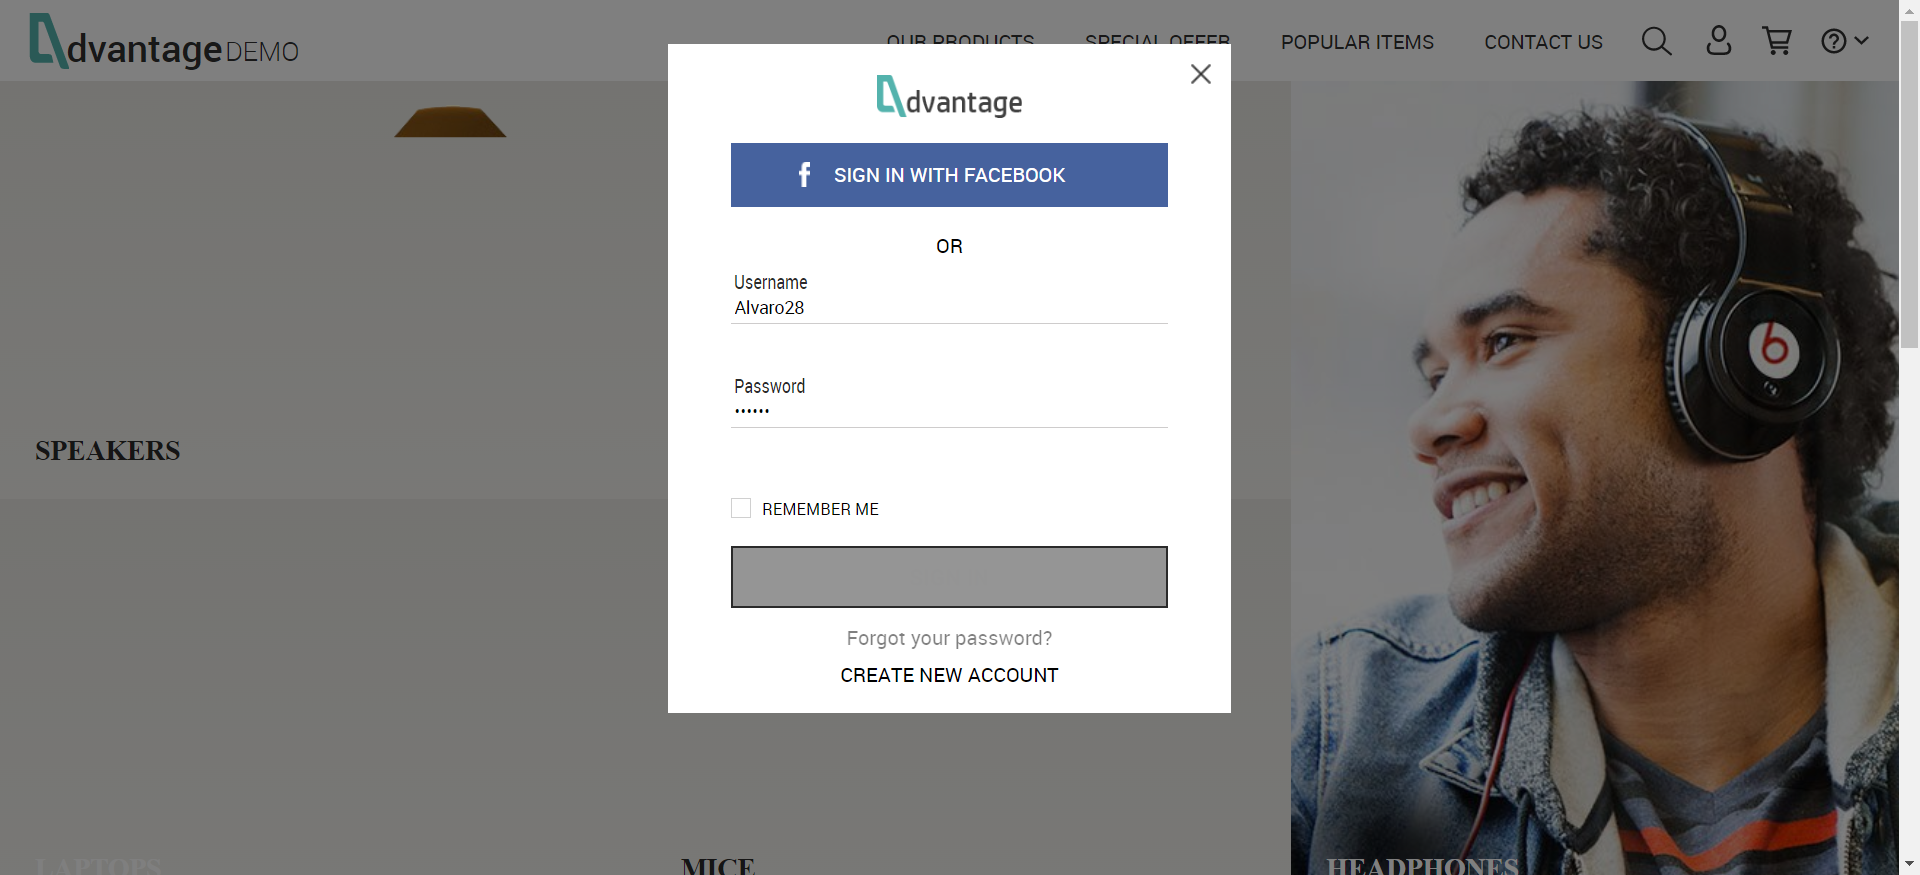 dvantage DEMO
OUR PRODUCTS
SPECIAL OFFER
POPULAR ITEMS
CONTACT US
dvantage
SIGN IN WITH FACEBOOK
OR
Username
Alvaro28
Password
••••••
REMEMBER ME
Forgot your password?
CREATE NEW ACCOUNT
SPEAKERS
LAPTOPS
MICE
HEADPHONES